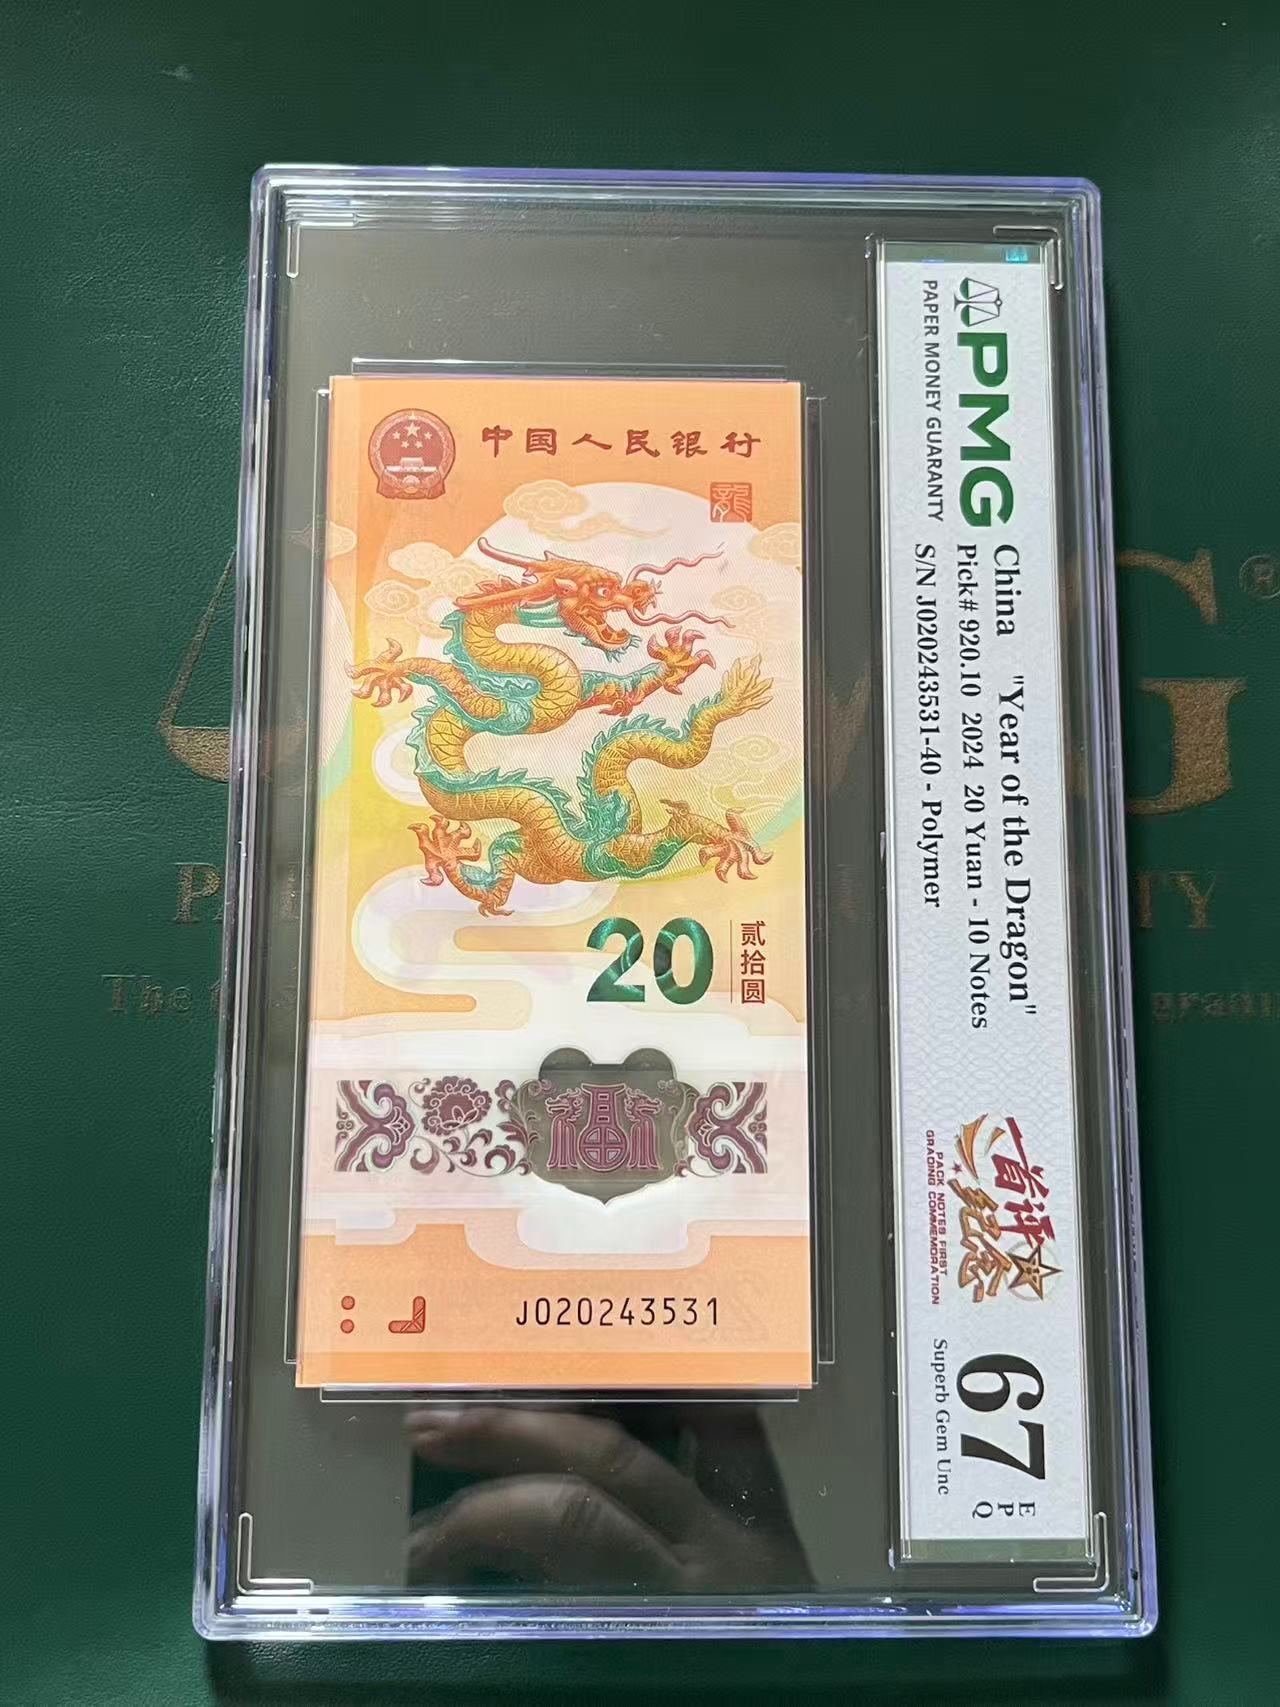 中国人民银行
龍
20
贰拾圆
福
J020243531
PMG
PAPER MONEY GUARANTY
China "Year of the Dragon"
Pick# 920.10 2024 20 Yuan - 10 Notes
S/N J020243531-40 - Polymer
首评
纪念
PACK NOTES FIRST
GRADING COMMEMORATION
67
EPQ
Superb Gem Unc
G
®
The
gradi